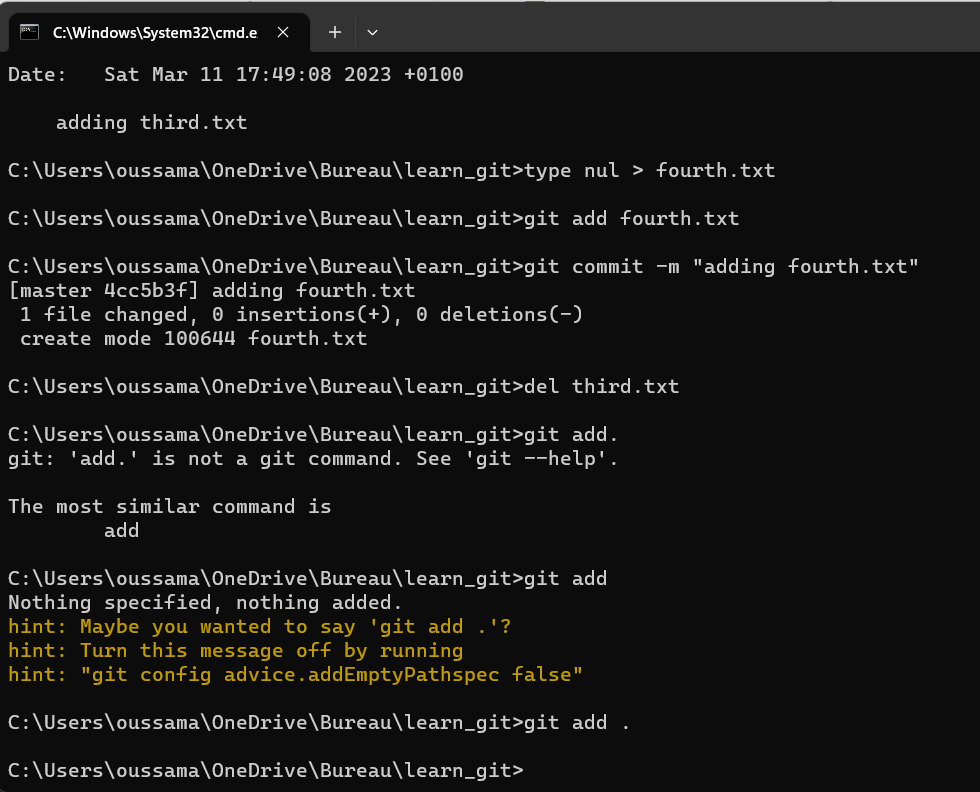 C:\Windows\System32\cmd.e
Date:   Sat Mar 11 17:49:08 2023 +0100
    adding third.txt
C:\Users\oussama\OneDrive\Bureau\learn_git>type nul > fourth.txt
C:\Users\oussama\OneDrive\Bureau\learn_git>git add fourth.txt
C:\Users\oussama\OneDrive\Bureau\learn_git>git commit -m "adding fourth.txt"
[master 4cc5b3f] adding fourth.txt
 1 file changed, 0 insertions(+), 0 deletions(-)
 create mode 100644 fourth.txt
C:\Users\oussama\OneDrive\Bureau\learn_git>del third.txt
C:\Users\oussama\OneDrive\Bureau\learn_git>git add.
git: 'add.' is not a git command. See 'git --help'.
The most similar command is
        add
C:\Users\oussama\OneDrive\Bureau\learn_git>git add
Nothing specified, nothing added.
hint: Maybe you wanted to say 'git add .'?
hint: Turn this message off by running
hint: "git config advice.addEmptyPathspec false"
C:\Users\oussama\OneDrive\Bureau\learn_git>git add .
C:\Users\oussama\OneDrive\Bureau\learn_git>